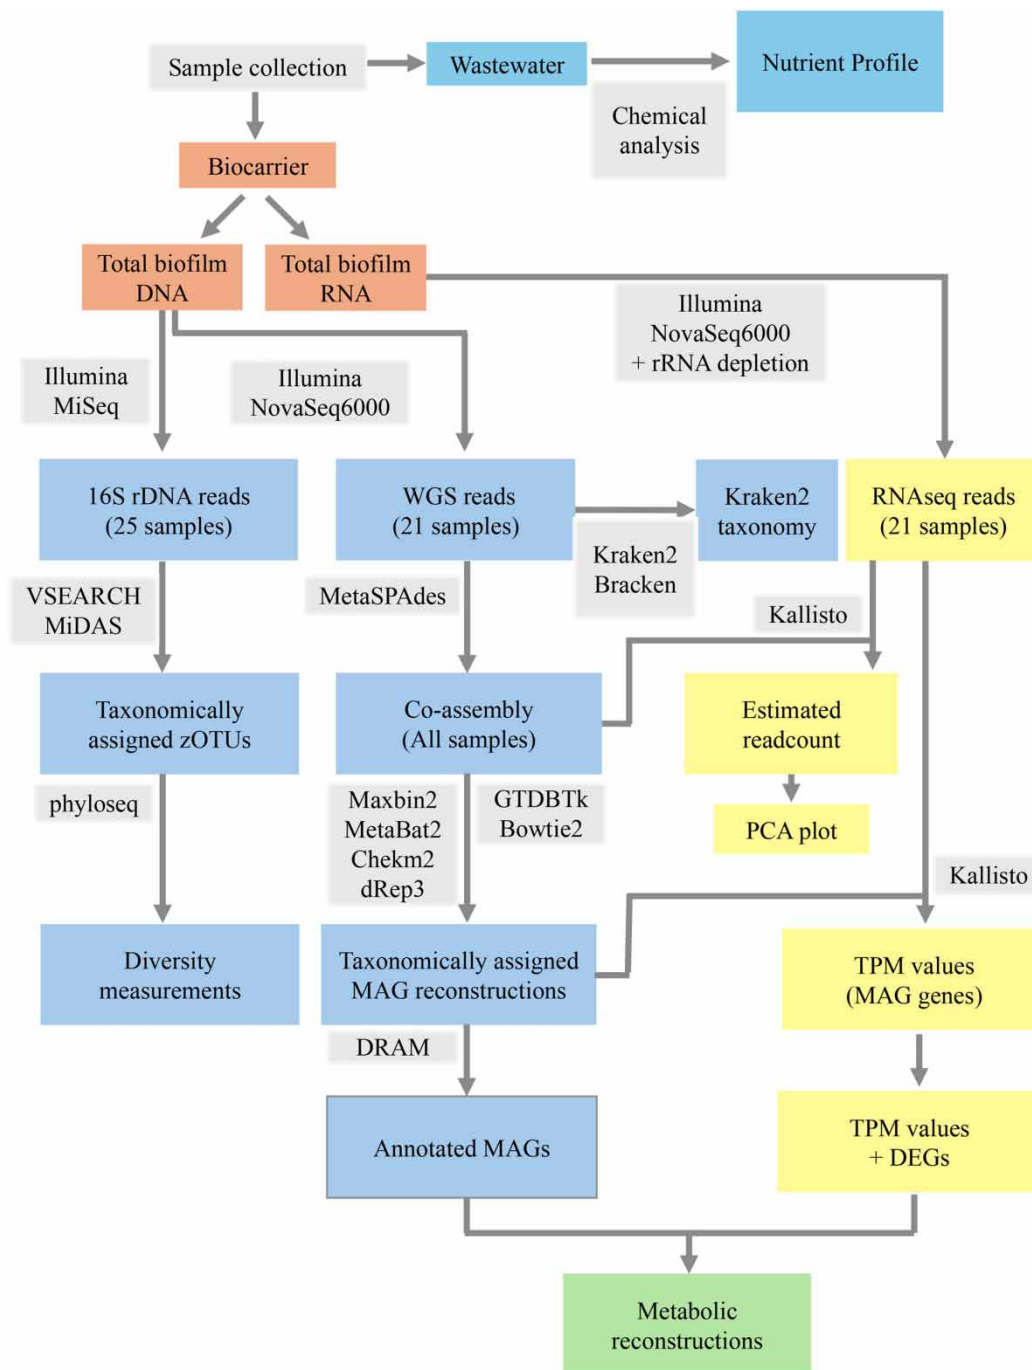 Sample collection
Wastewater
Nutrient Profile
Chemical
analysis
Biocarrier
Total biofilm
DNA
Total biofilm
RNA
Illumina
MiSeq
Illumina
NovaSeq6000
Illumina
NovaSeq6000
+ rRNA depletion
16S rDNA reads
(25 samples)
WGS reads
(21 samples)
Kraken2
taxonomy
RNAseq reads
(21 samples)
Kraken2
Bracken
VSEARCH
MiDAS
MetaSPAdes
Kallisto
Taxonomically
assigned zOTUs
Co-assembly
(All samples)
Estimated
readcount
phyloseq
Maxbin2
MetaBat2
Chekm2
dRep3
GTDBTk
Bowtie2
PCA plot
Kallisto
Diversity
measurements
Taxonomically assigned
MAG reconstructions
TPM values
(MAG genes)
DRAM
Annotated MAGs
TPM values
+ DEGs
Metabolic
reconstructions